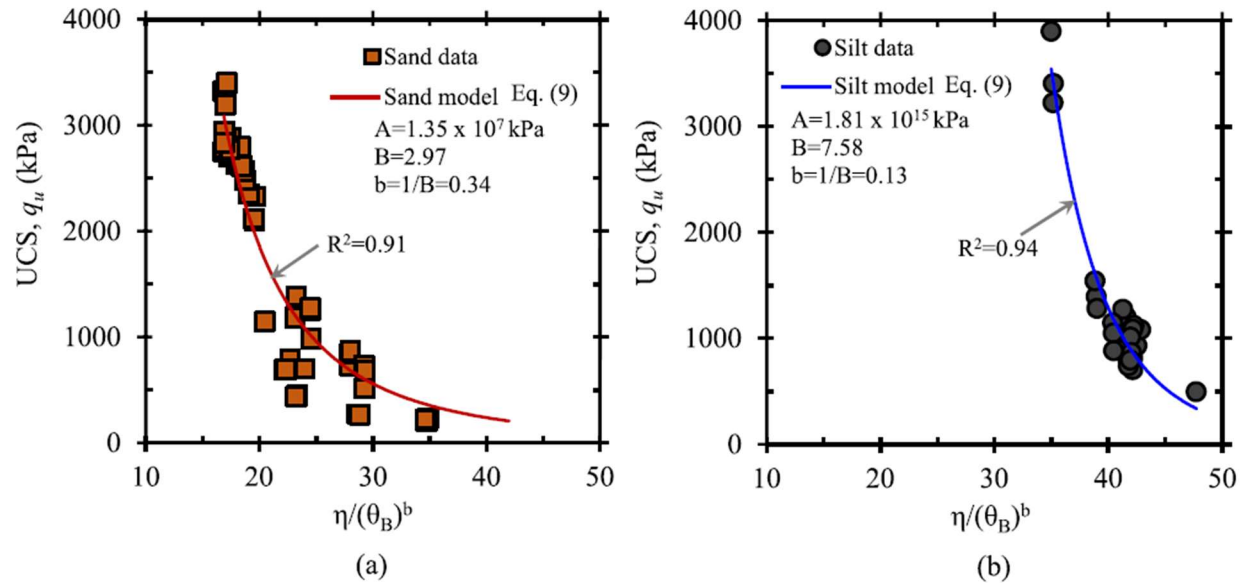 UCS, qᵤ (kPa)
4000
3000
2000
1000
0
Sand data
Sand model Eq. (9)
A=1.35 x 10⁷ kPa
B=2.97
b=1/B=0.34
R²=0.91
10 20 30 40 50
η/(θ_B)ᵇ
(a)
UCS, qᵤ (kPa)
4000
3000
2000
1000
0
Silt data
Silt model Eq. (9)
A=1.81 x 10¹⁵ kPa
B=7.58
b=1/B=0.13
R²=0.94
10 20 30 40 50
η/(θ_B)ᵇ
(b)